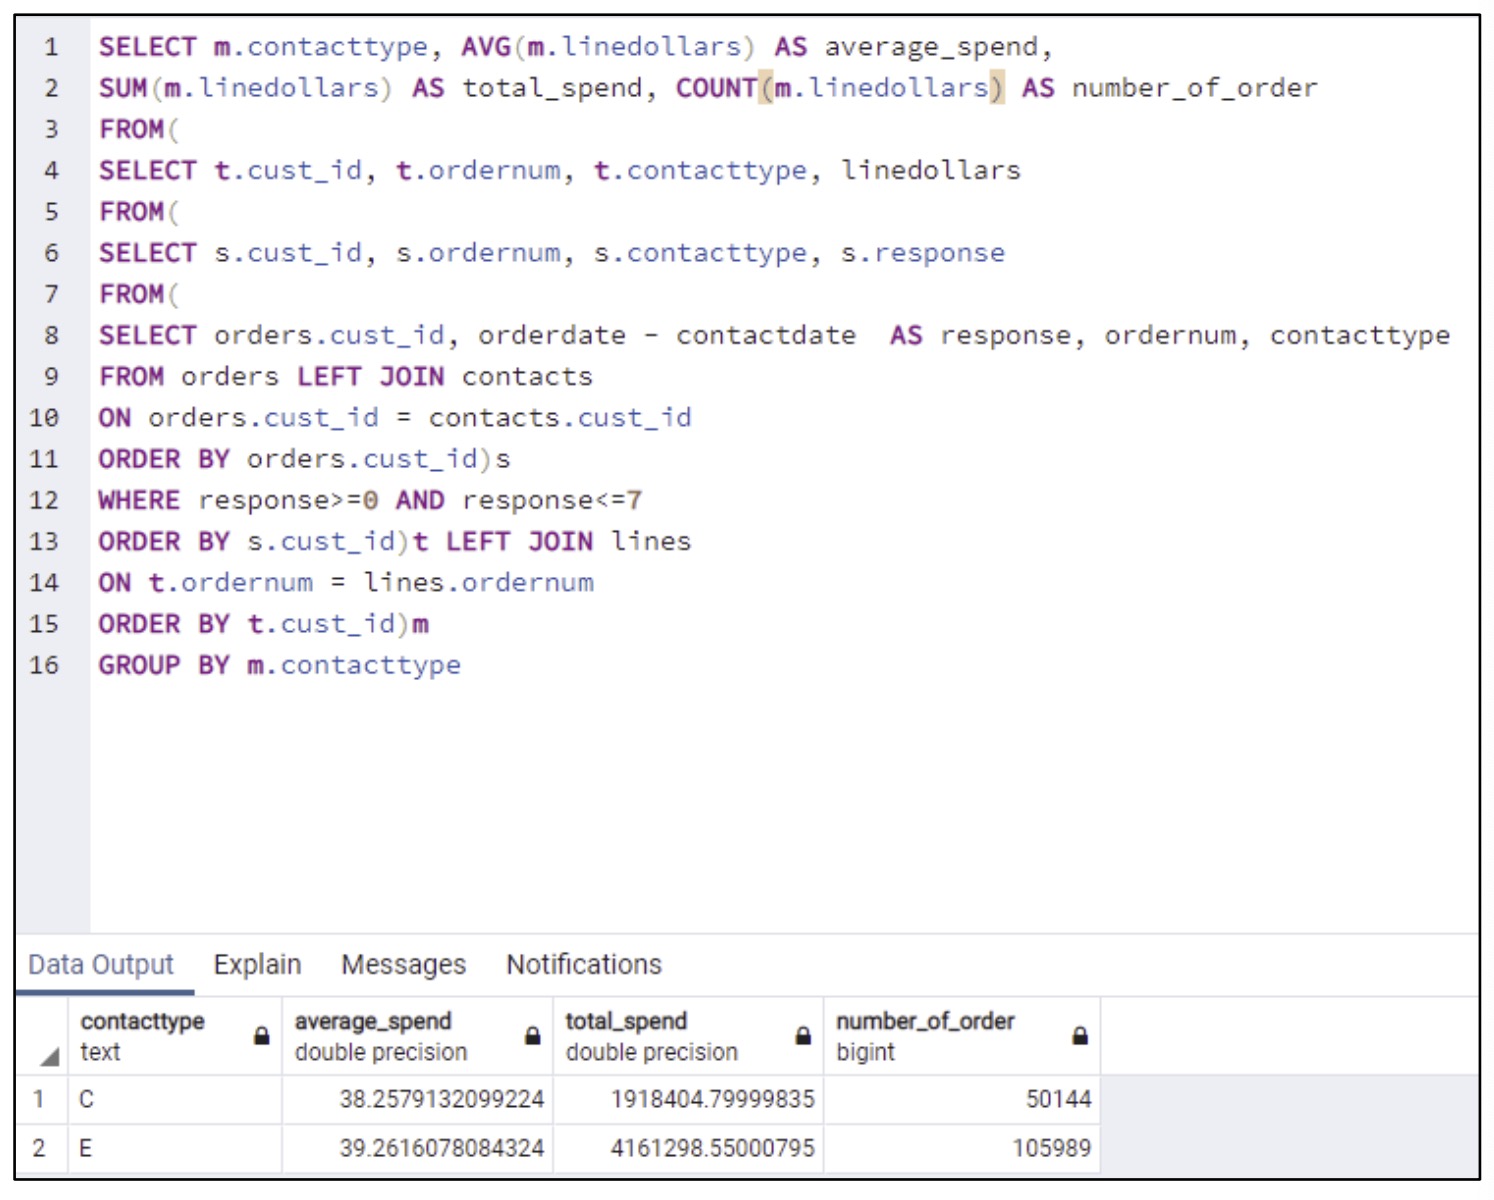 1 SELECT m.contacttype, AVG(m.linedollars) AS average_spend,
2 SUM(m.linedollars) AS total_spend, COUNT(m.linedollars) AS number_of_order
3 FROM(
4 SELECT t.cust_id, t.ordernum, t.contacttype, linedollars
5 FROM(
6 SELECT s.cust_id, s.ordernum, s.contacttype, s.response
7 FROM(
8 SELECT orders.cust_id, orderdate - contactdate  AS response, ordernum, contacttype
9 FROM orders LEFT JOIN contacts
10 ON orders.cust_id = contacts.cust_id
11 ORDER BY orders.cust_id)s
12 WHERE response>=0 AND response<=7
13 ORDER BY s.cust_id)t LEFT JOIN lines
14 ON t.ordernum = lines.ordernum
15 ORDER BY t.cust_id)m
16 GROUP BY m.contacttype
Data Output Explain Messages Notifications
contacttype average_spend total_spend number_of_order
text double precision double precision bigint
1 C 38.2579132099224 1918404.79999835 50144
2 E 39.2616078084324 4161298.55000795 105989